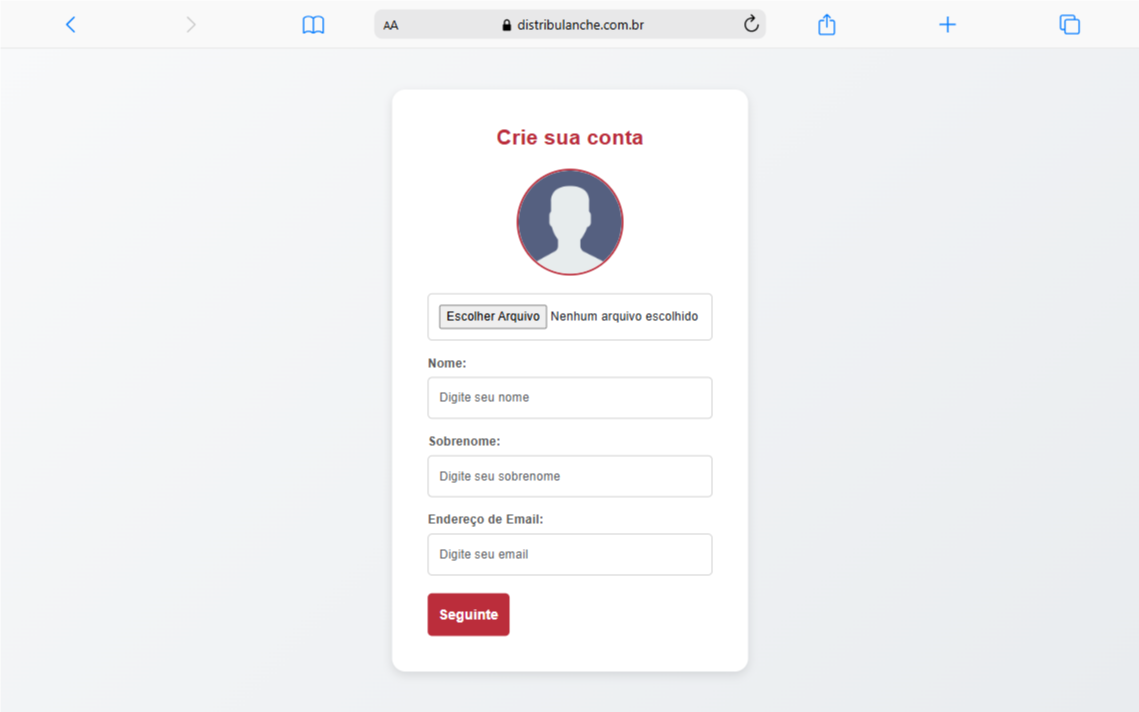 AA distribulanche.com.br
Crie sua conta
Escolher Arquivo Nenhum arquivo escolhido
Nome:
Digite seu nome
Sobrenome:
Digite seu sobrenome
Endereço de Email:
Digite seu email
Seguinte